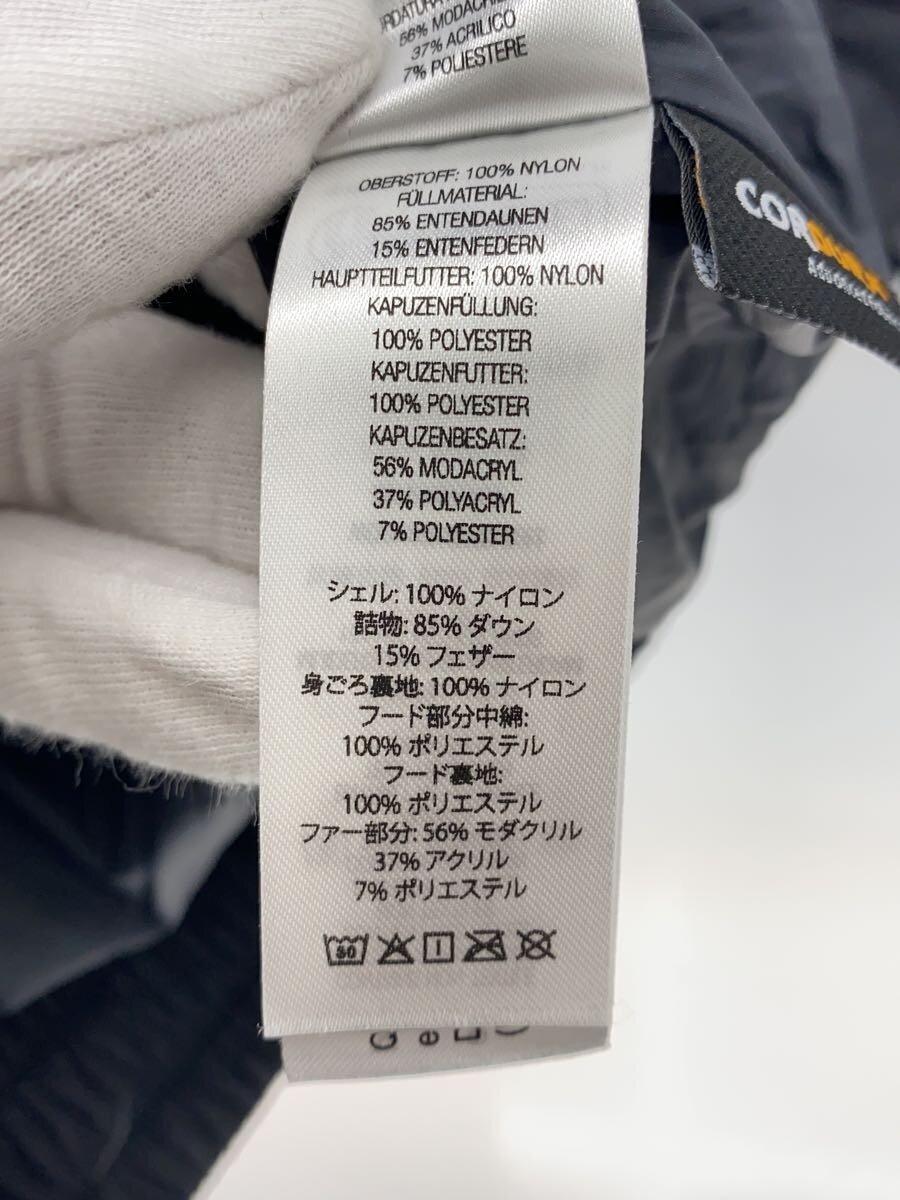 56% MODACRILICA
37% ACRILICO
7% POLIESTERE
OBERSTOFF: 100% NYLON
FÜLLMATERIAL:
85% ENTENDAUNEN
15% ENTENFEDERN
HAUPTTEILFUTTER: 100% NYLON
KAPUZENFÜLLUNG:
100% POLYESTER
KAPUZENFUTTER:
100% POLYESTER
KAPUZENBESATZ:
56% MODACRYL
37% POLYACRYL
7% POLYESTER
シェル: 100% ナイロン
詰物: 85% ダウン
15% フェザー
身ごろ裏地: 100% ナイロン
フード部分中綿:
100% ポリエステル
フード裏地:
100% ポリエステル
ファー部分: 56% モダクリル
37% アクリル
7% ポリエステル